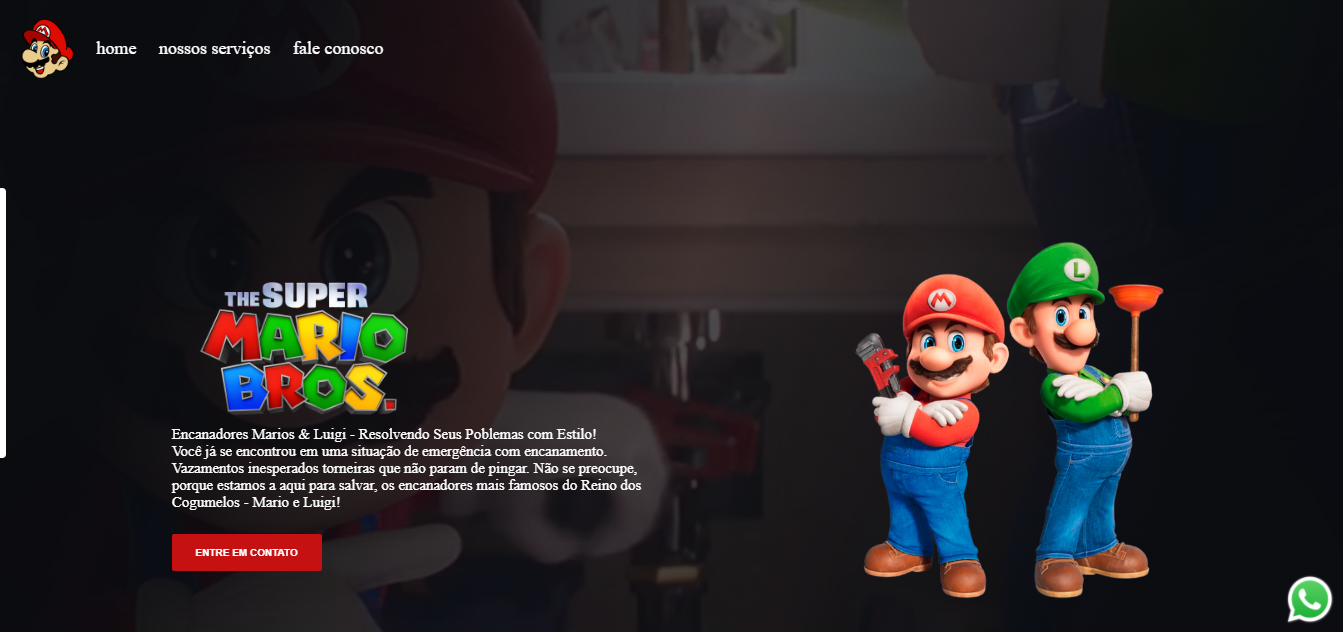 home nossos serviços fale conosco
THE SUPER
MARIO
BROS.
Encanadores Marios & Luigi - Resolvendo Seus Poblemas com Estilo!
Você já se encontrou em uma situação de emergência com encanamento.
Vazamentos inesperados torneiras que não param de pingar. Não se preocupe,
porque estamos a aqui para salvar, os encanadores mais famosos do Reino dos
Cogumelos - Mario e Luigi!
ENTRE EM CONTATO
M
L